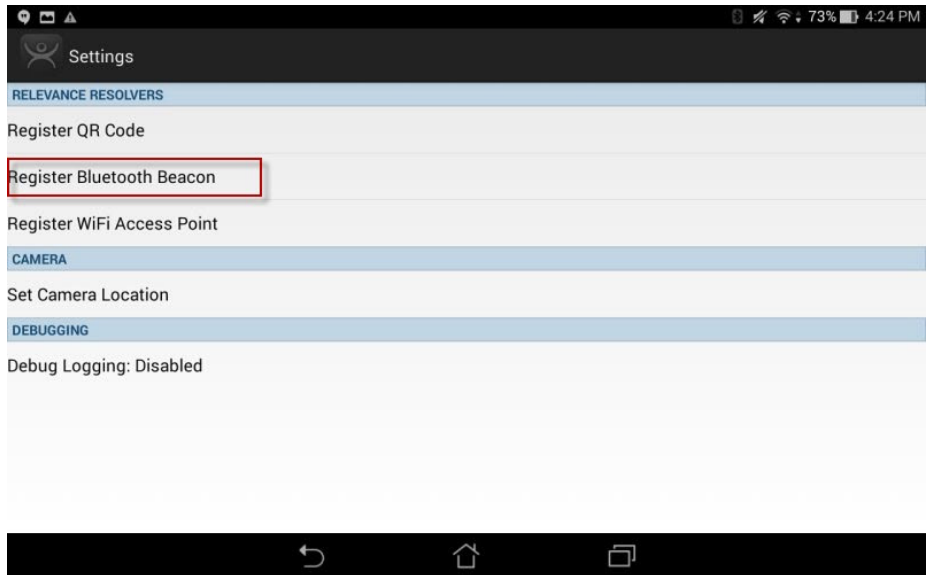 73% 4:24 PM
Settings
RELEVANCE RESOLVERS
Register QR Code
Register Bluetooth Beacon
Register WiFi Access Point
CAMERA
Set Camera Location
DEBUGGING
Debug Logging: Disabled